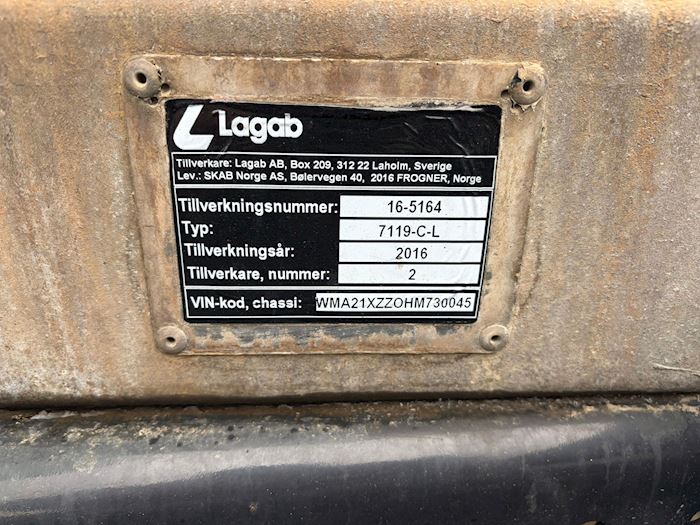 Lagab
Tillverkare: Lagab AB, Box 209, 312 22 Laholm, Sverige
Lev.: SKAB Norge AS, Bølervegen 40, 2016 FROGNER, Norge
Tillverkningsnummer: 16-5164
Typ: 7119-C-L
Tillverkningsår: 2016
Tillverkare, nummer: 2
VIN-kod, chassi: WMA21XZZOHM730045